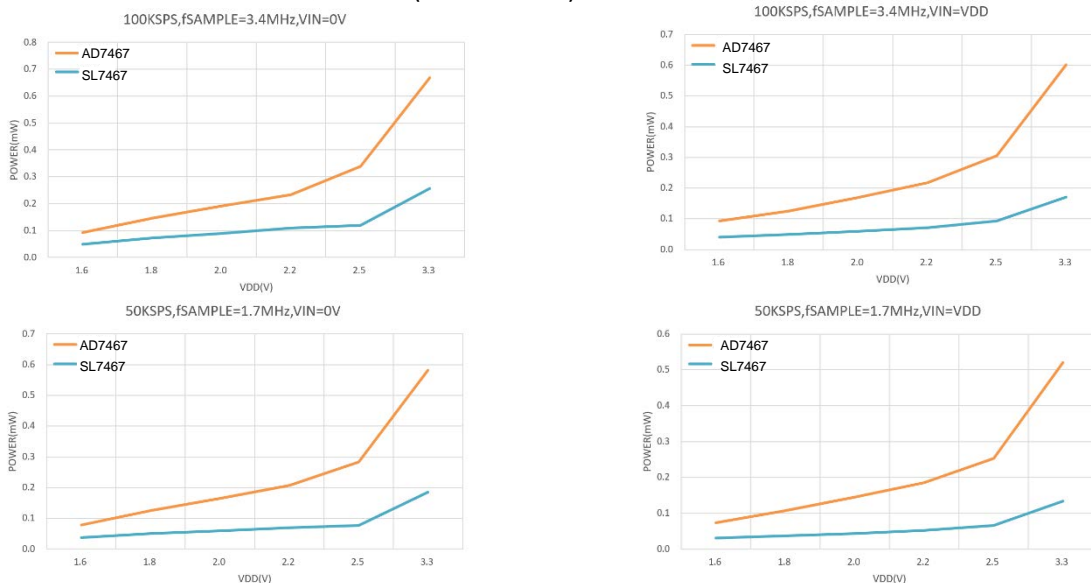 100KSPS,fSAMPLE=3.4MHz,VIN=0V
0.8
0.7
0.6
0.5
0.4
0.3
0.2
0.1
0.0
POWER(mW)
AD7467
SL7467
1.6 1.8 2.0 2.2 2.5 3.3
VDD(V)
100KSPS,fSAMPLE=3.4MHz,VIN=VDD
0.7
0.6
0.5
0.4
0.3
0.2
0.1
0.0
POWER(mW)
AD7467
SL7467
1.6 1.8 2.0 2.2 2.5 3.3
VDD(V)
50KSPS,fSAMPLE=1.7MHz,VIN=0V
0.7
0.6
0.5
0.4
0.3
0.2
0.1
0.0
POWER(mW)
AD7467
SL7467
1.6 1.8 2.0 2.2 2.5 3.3
VDD(V)
50KSPS,fSAMPLE=1.7MHz,VIN=VDD
0.6
0.5
0.4
0.3
0.2
0.1
0.0
POWER(mW)
AD7467
SL7467
1.6 1.8 2.0 2.2 2.5 3.3
VDD(V)